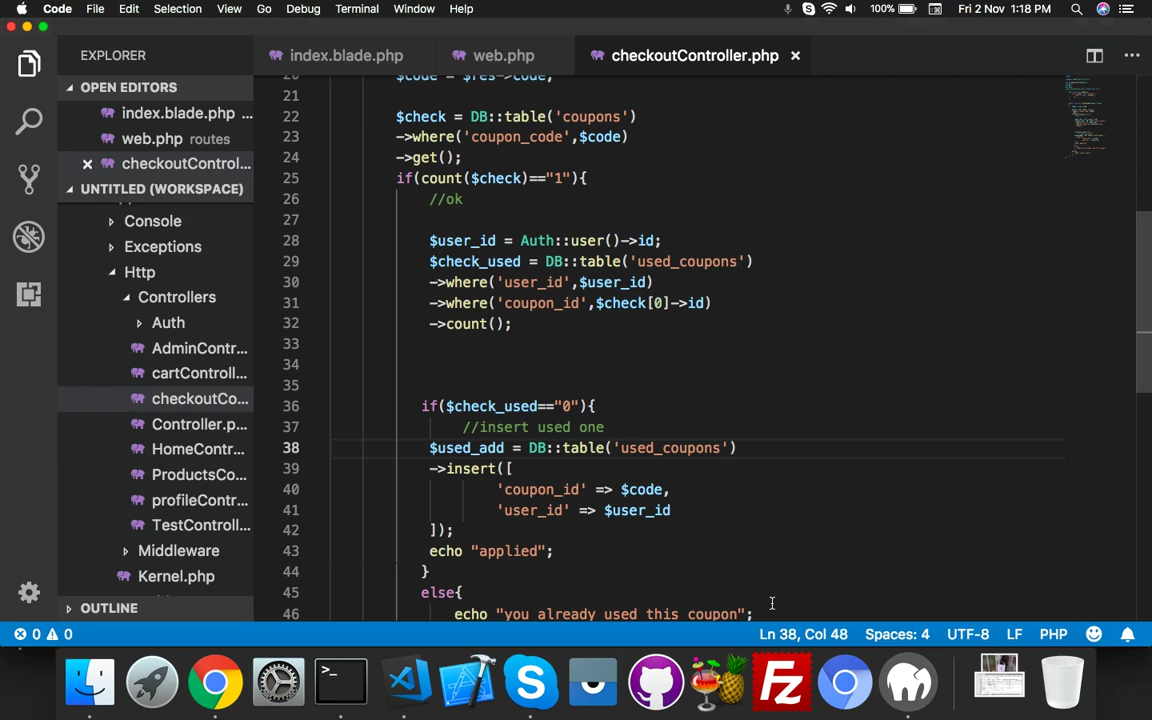 Code File Edit Selection View Go Debug Terminal Window Help 100% Fri 2 Nov 1:18 PM
EXPLORER index.blade.php web.php checkoutController.php
OPEN EDITORS
index.blade.php ...
web.php routes
checkoutControl...
UNTITLED (WORKSPACE)
Console
Exceptions
Http
Controllers
Auth
AdminContr...
cartControll...
checkoutCo...
Controller.p...
HomeContr...
ProductsCo...
profileContr...
TestControll...
Middleware
Kernel.php
OUTLINE
20 $code = $res->code;
21
22 $check = DB::table('coupons')
23 ->where('coupon_code',$code)
24 ->get();
25 if(count($check)=="1"){
26 //ok
27
28 $user_id = Auth::user()->id;
29 $check_used = DB::table('used_coupons')
30 ->where('user_id',$user_id)
31 ->where('coupon_id',$check[0]->id)
32 ->count();
33
34
35
36 if($check_used=="0"){
37 //insert used one
38 $used_add = DB::table('used_coupons')
39 ->insert([
40 'coupon_id' => $code,
41 'user_id' => $user_id
42 ]);
43 echo "applied";
44 }
45 else{
46 echo "you already used this coupon";
0 0 Ln 38, Col 48 Spaces: 4 UTF-8 LF PHP